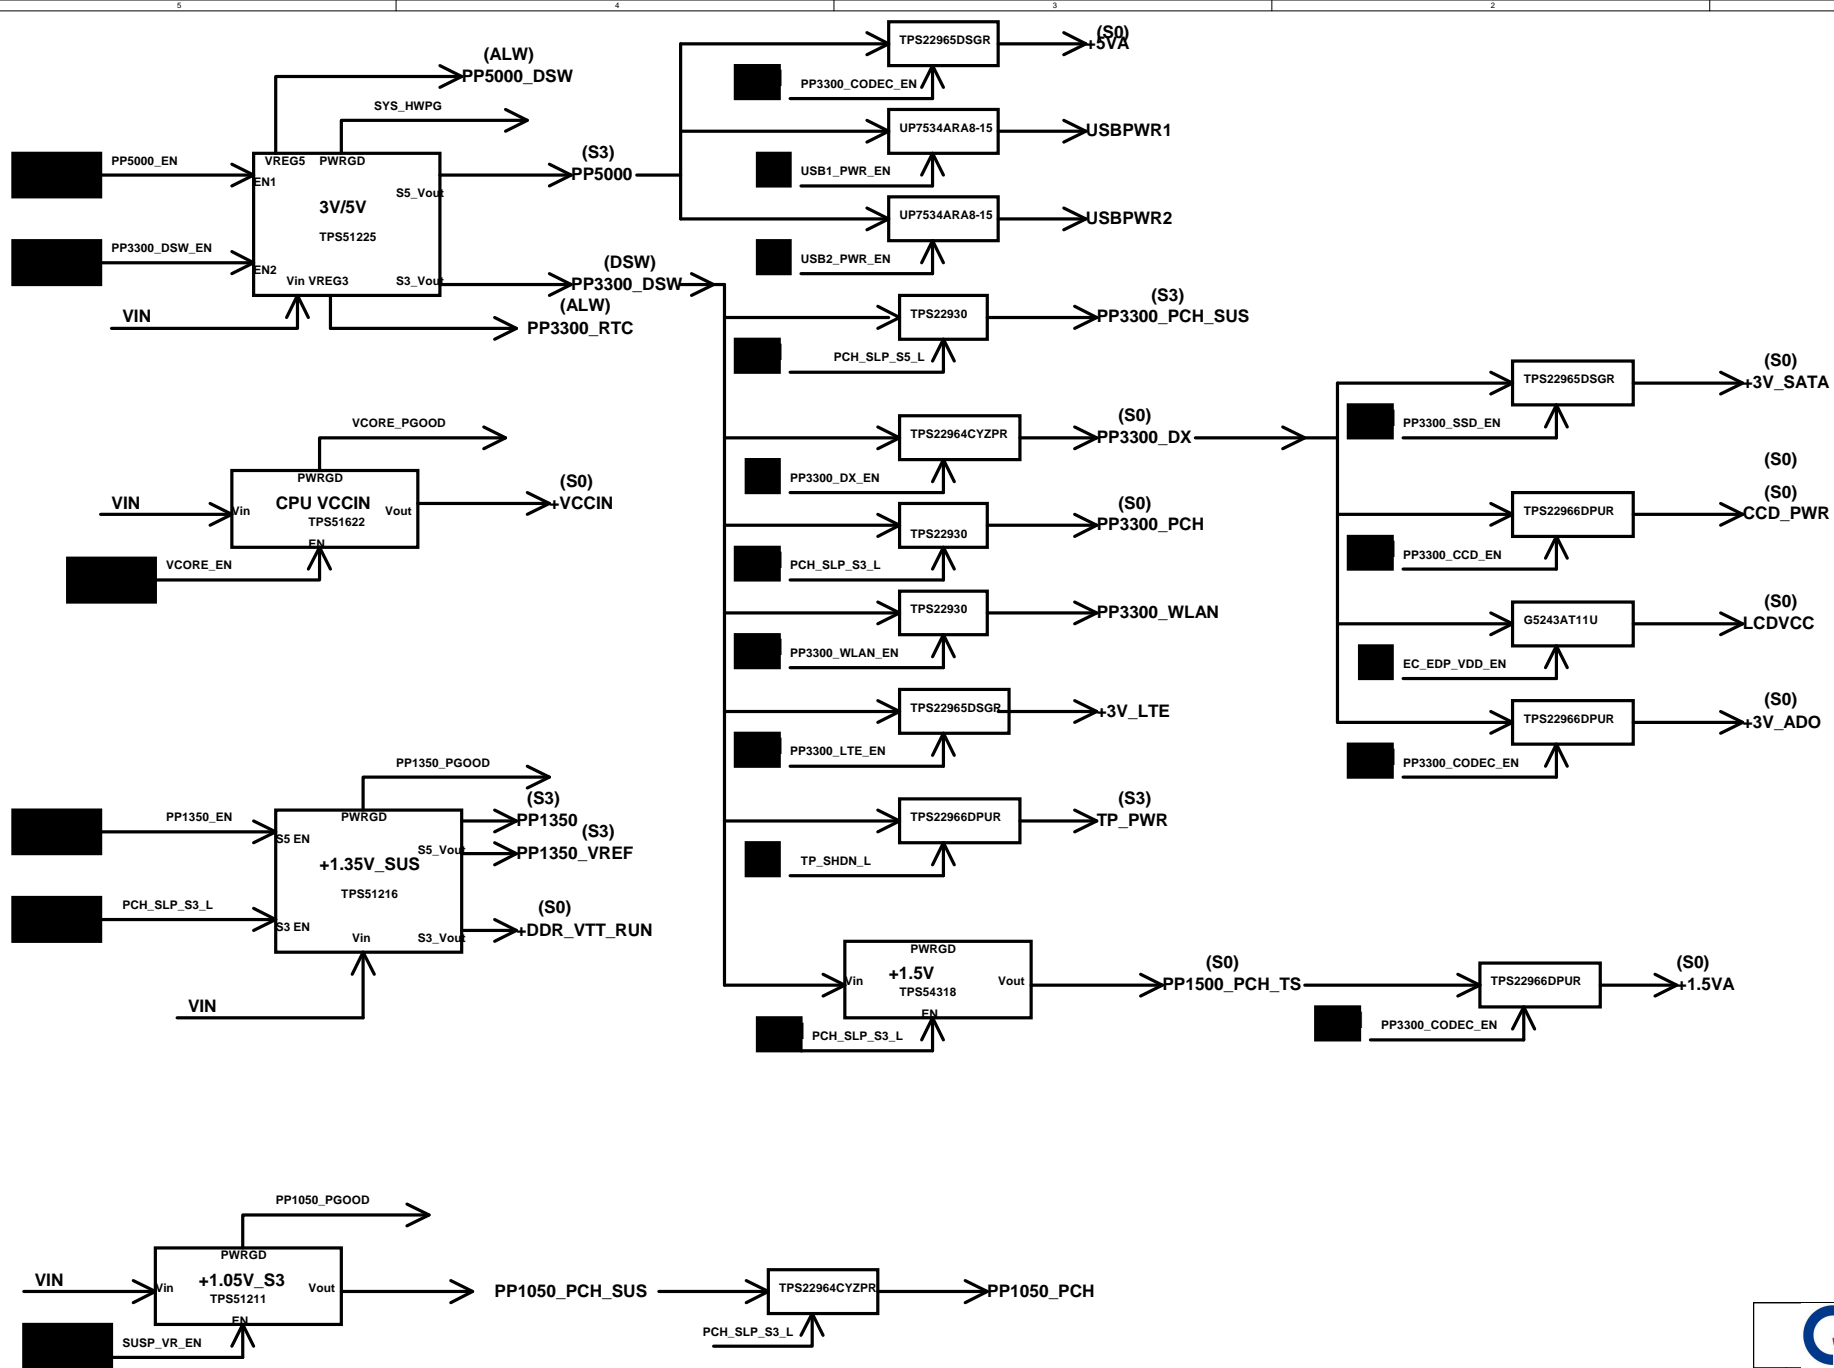 5 4 3 2
(ALW)
PP5000_DSW
SYS_HWPG
PP5000_EN
VREG5 PWRGD
EN1
S5_Vout
3V/5V
TPS51225
PP3300_DSW_EN
EN2
Vin VREG3
S3_Vout
VIN
(S3)
PP5000
(DSW)
PP3300_DSW
(ALW)
PP3300_RTC
TPS22965DSGR
(S0)
+5VA
PP3300_CODEC_EN
UP7534ARA8-15
USBPWR1
USB1_PWR_EN
UP7534ARA8-15
USBPWR2
USB2_PWR_EN
TPS22930
(S3)
PP3300_PCH_SUS
PCH_SLP_S5_L
TPS22964CYZPR
(S0)
PP3300_DX
PP3300_DX_EN
TPS22930
(S0)
PP3300_PCH
PCH_SLP_S3_L
TPS22930
PP3300_WLAN
PP3300_WLAN_EN
TPS22965DSGR
+3V_LTE
PP3300_LTE_EN
TPS22966DPUR
(S3)
TP_PWR
TP_SHDN_L
PWRGD
Vin
+1.5V
Vout
TPS54318
EN
PCH_SLP_S3_L
(S0)
PP1500_PCH_TS
TPS22966DPUR
(S0)
+1.5VA
PP3300_CODEC_EN
TPS22965DSGR
(S0)
+3V_SATA
PP3300_SSD_EN
(S0)
TPS22966DPUR
(S0)
CCD_PWR
PP3300_CCD_EN
G5243AT11U
(S0)
LCDVCC
EC_EDP_VDD_EN
TPS22966DPUR
(S0)
+3V_ADO
PP3300_CODEC_EN
VCORE_PGOOD
PWRGD
VIN
Vin
CPU VCCIN
Vout
TPS51622
EN
(S0)
+VCCIN
VCORE_EN
PP1350_PGOOD
PP1350_EN
PWRGD
S5 EN
S5_Vout
+1.35V_SUS
TPS51216
PCH_SLP_S3_L
S3 EN
Vin
S3_Vout
VIN
(S3)
PP1350
(S3)
PP1350_VREF
(S0)
+DDR_VTT_RUN
PP1050_PGOOD
PWRGD
VIN
Vin
+1.05V_S3
Vout
TPS51211
EN
SUSP_VR_EN
PP1050_PCH_SUS
TPS22964CYZPR
PP1050_PCH
PCH_SLP_S3_L